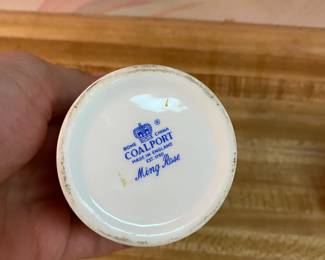 ®
BONE CHINA
COALPORT
MADE IN ENGLAND
EST. 1750
Ming Rose